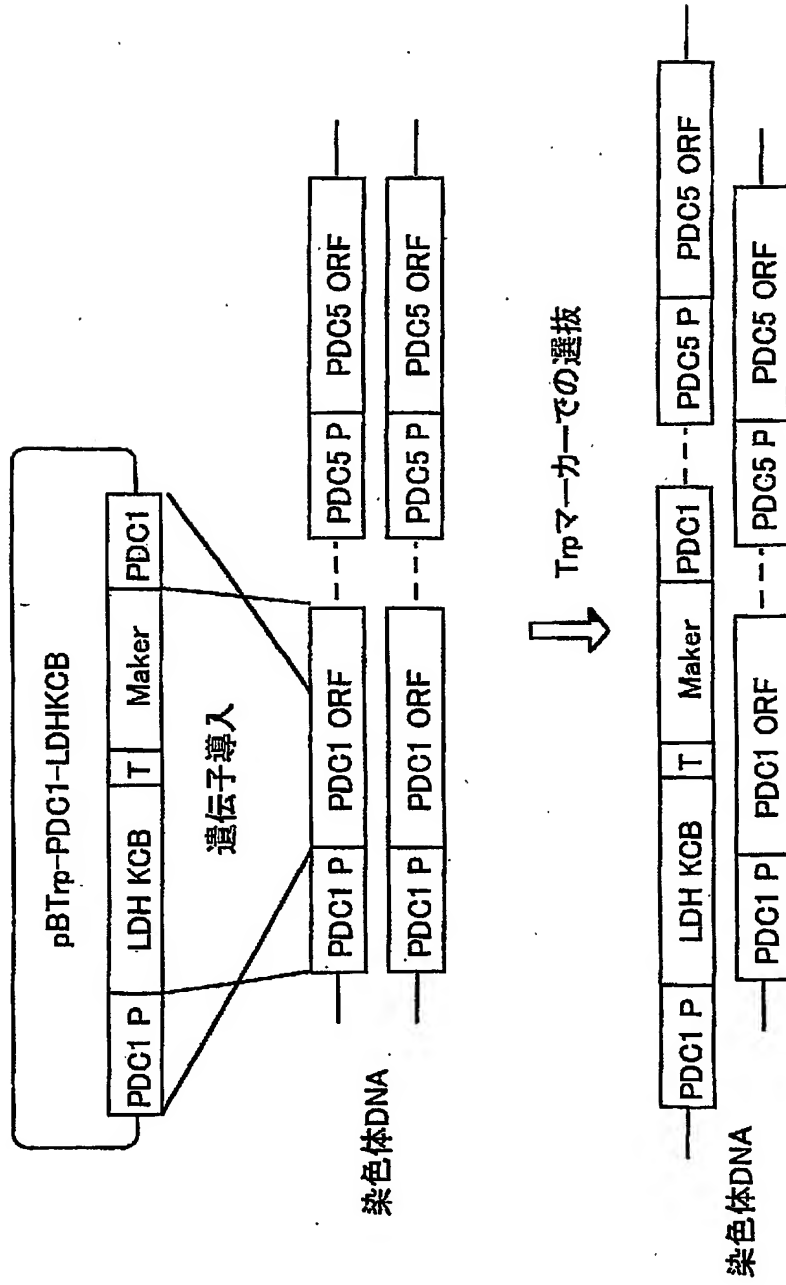 pBTrp-PDC1-LDHKCB
PDC1 P LDH KCB T Maker PDC1
遺伝子導入
PDC1 P PDC1 ORF PDC5 P PDC5 ORF
PDC1 P PDC1 ORF PDC5 P PDC5 ORF
染色体DNA
Trpマーカーでの選抜
PDC1 P LDH KCB T Maker PDC1 PDC5 P PDC5 ORF
PDC1 P PDC1 ORF PDC5 P PDC5 ORF
染色体DNA